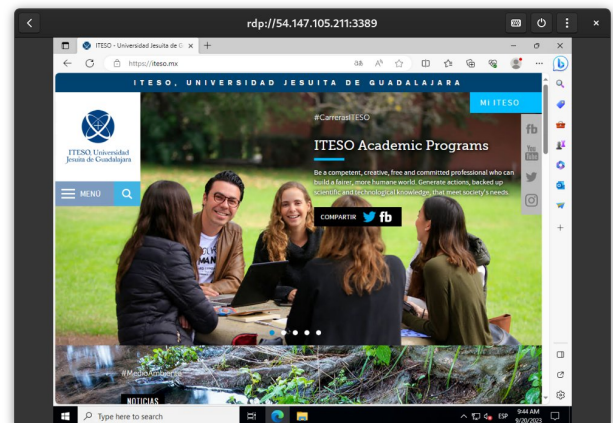 rdp://54.147.105.211:3389
ITESO - Universidad Jesuita de G
https://iteso.mx
ITESO, UNIVERSIDAD JESUITA DE GUADALAJARA
MI ITESO
ITESO, Universidad
Jesuita de Guadalajara
MENÚ
#CarrerasITESO
ITESO Academic Programs
Be a competent, creative, free and committed professional who can
build a fairer, more humane world. Generate actions, backed up
scientific and technological knowledge, that meet society's needs.
COMPARTIR
fb
fb
You
Tube
#MedioAmbiente
NOTICIAS
Type here to search
ESP
9:44 AM
9/20/2023